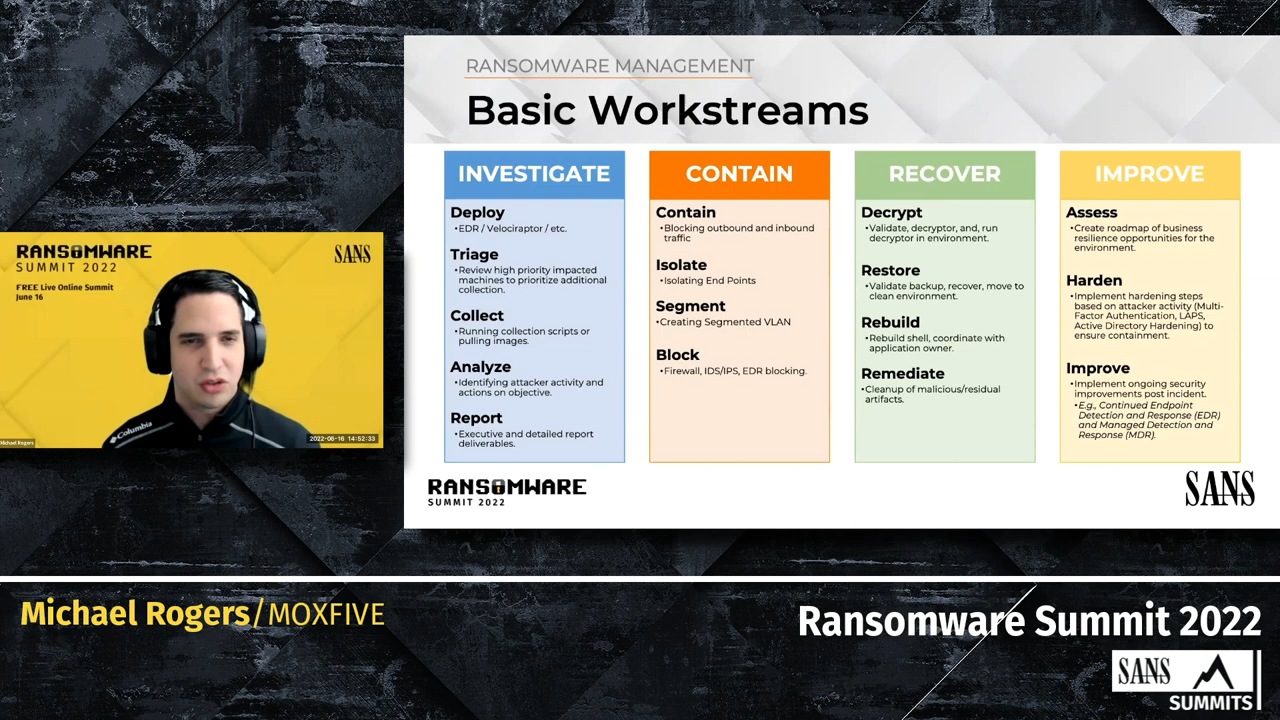 RANSOMWARE
SUMMIT 2022
SANS
FREE Live Online Summit
June 16
Columbia
Michael Rogers
2022-06-16 14:52:33
RANSOMWARE MANAGEMENT
Basic Workstreams
INVESTIGATE
Deploy
•EDR / Velociraptor / etc.
Triage
•Review high priority impacted
machines to prioritize additional
collection.
Collect
•Running collection scripts or
pulling images.
Analyze
•Identifying attacker activity and
actions on objective.
Report
•Executive and detailed report
deliverables.
CONTAIN
Contain
•Blocking outbound and inbound
traffic
Isolate
•Isolating End Points
Segment
•Creating Segmented VLAN
Block
•Firewall, IDS/IPS, EDR blocking.
RECOVER
Decrypt
•Validate, decryptor, and, run
decryptor in environment.
Restore
•Validate backup, recover, move to
clean environment.
Rebuild
•Rebuild shell, coordinate with
application owner.
Remediate
•Cleanup of malicious/residual
artifacts.
IMPROVE
Assess
•Create roadmap of business
resilience opportunities for the
environment.
Harden
•Implement hardening steps
based on attacker activity (Multi-
Factor Authentication, LAPS,
Active Directory Hardening) to
ensure containment.
Improve
•Implement ongoing security
improvements post incident.
•E.g., Continued Endpoint
Detection and Response (EDR)
and Managed Detection and
Response (MDR).
RANSOMWARE
SUMMIT 2022
SANS
Michael Rogers/MOXFIVE
Ransomware Summit 2022
SANS
SUMMITS